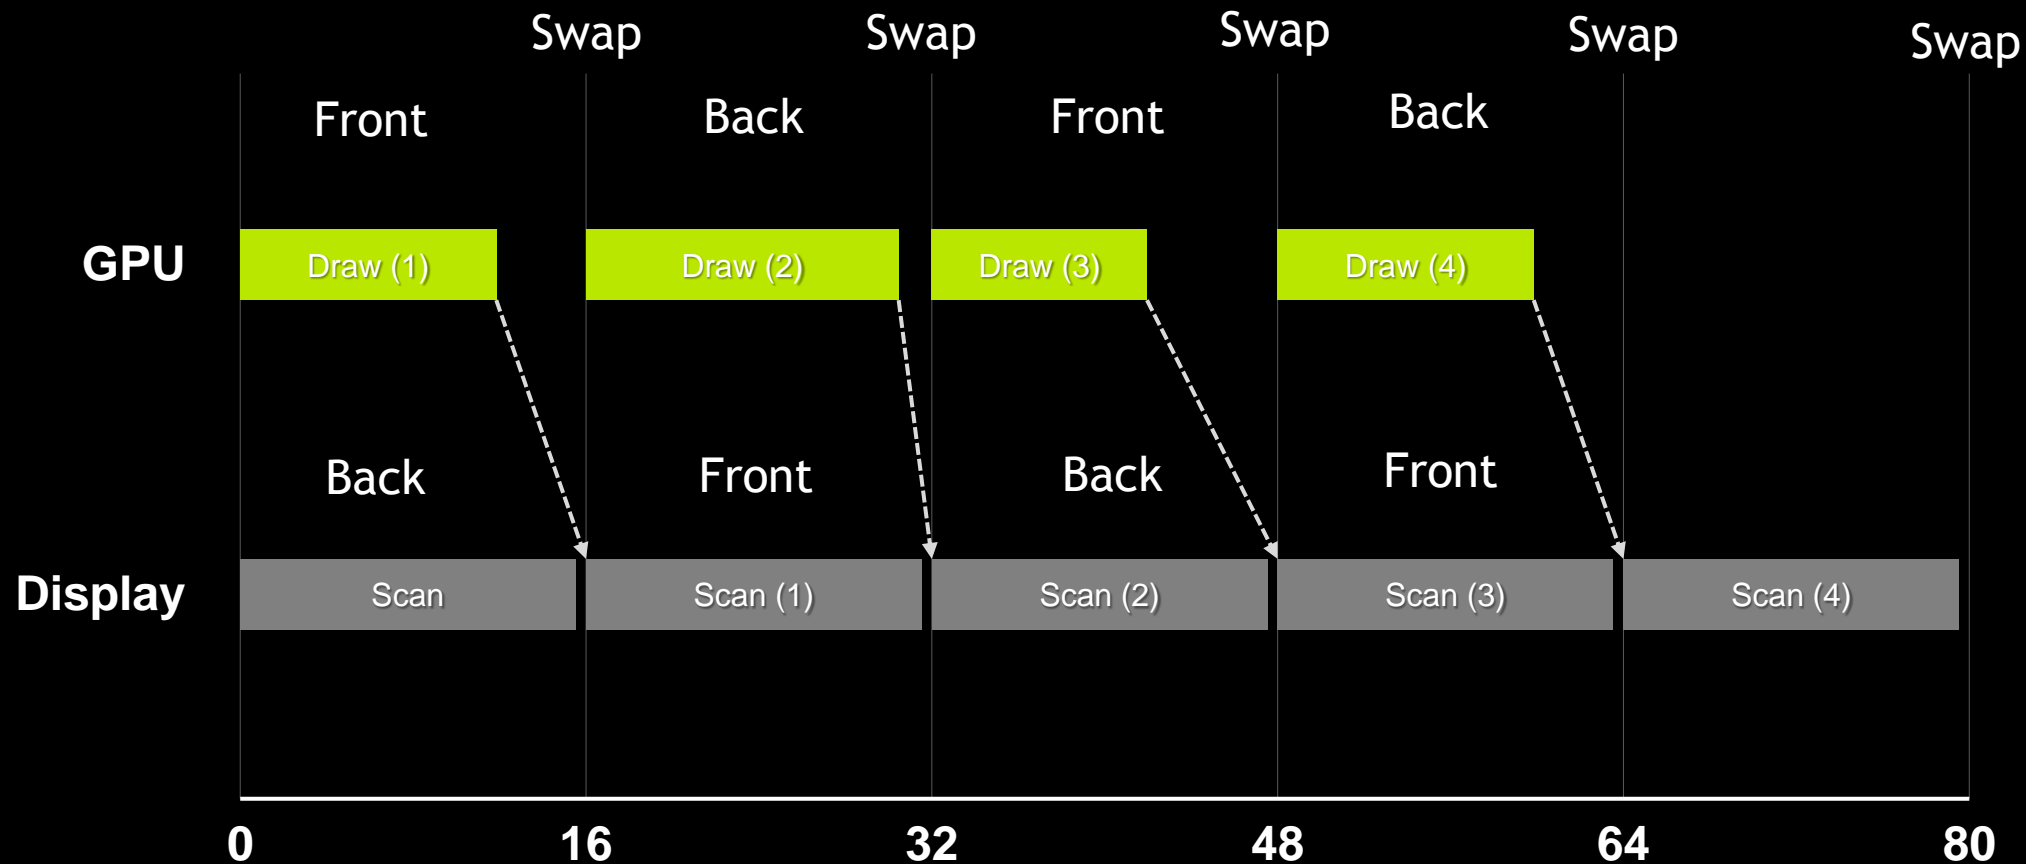 Swap Swap Swap Swap Swap
Front Back Front Back
GPU Draw (1) Draw (2) Draw (3) Draw (4)
Back Front Back Front
Display Scan Scan (1) Scan (2) Scan (3) Scan (4)
0 16 32 48 64 80